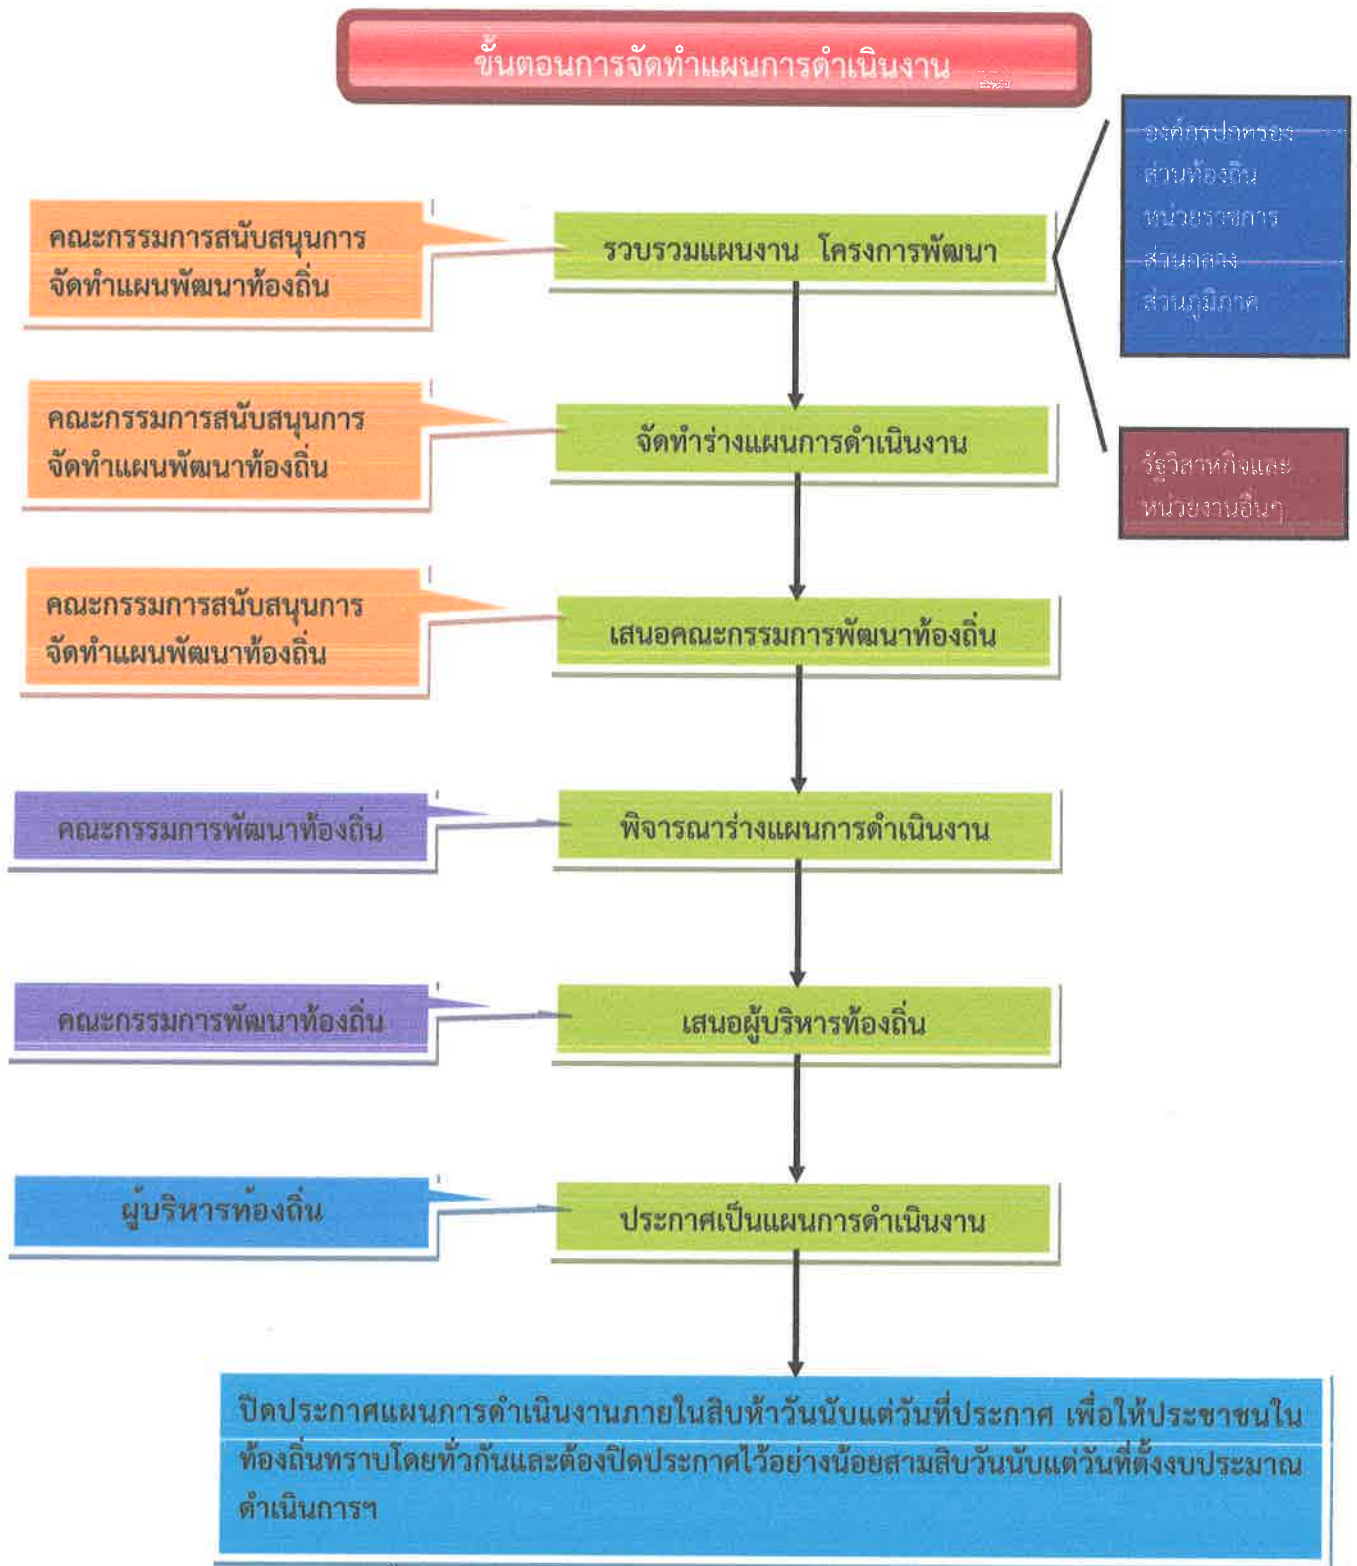 ขั้นตอนการจัดทำแผนการดำเนินงาน
องค์กรปกครอง
ส่วนท้องถิ่น
หน่วยราชการ
ส่วนกลาง
ส่วนภูมิภาค
คณะกรรมการสนับสนุนการ
จัดทำแผนพัฒนาท้องถิ่น
รวบรวมแผนงาน โครงการพัฒนา
คณะกรรมการสนับสนุนการ
จัดทำแผนพัฒนาท้องถิ่น
จัดทำร่างแผนการดำเนินงาน
รัฐวิสาหกิจและ
หน่วยงานอื่นๆ
คณะกรรมการสนับสนุนการ
จัดทำแผนพัฒนาท้องถิ่น
เสนอคณะกรรมการพัฒนาท้องถิ่น
คณะกรรมการพัฒนาท้องถิ่น
พิจารณาร่างแผนการดำเนินงาน
คณะกรรมการพัฒนาท้องถิ่น
เสนอผู้บริหารท้องถิ่น
ผู้บริหารท้องถิ่น
ประกาศเป็นแผนการดำเนินงาน
ปิดประกาศแผนการดำเนินงานภายในสิบห้าวันนับแต่วันที่ประกาศ เพื่อให้ประชาชนใน
ท้องถิ่นทราบโดยทั่วกันและต้องปิดประกาศไว้อย่างน้อยสามสิบวันนับแต่วันที่ตั้งงบประมาณ
ดำเนินการฯ